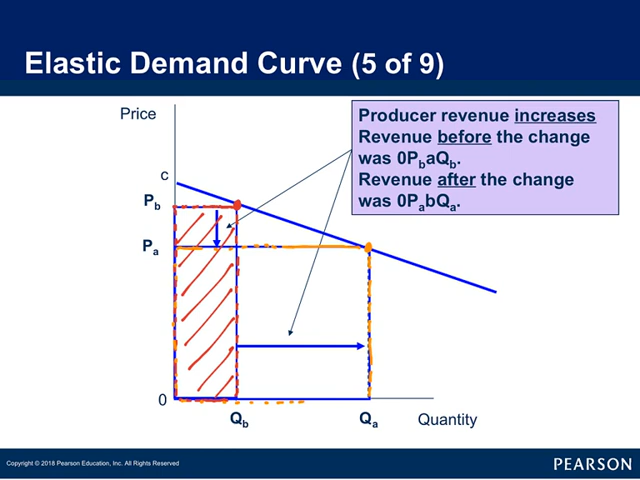 Elastic Demand Curve (5 of 9)
Price
Producer revenue increases
Revenue before the change
was 0PbaQb.
Revenue after the change
was 0PabQa.
c
Pb
Pa
0
Qb
Qa
Quantity
Copyright © 2018 Pearson Education, Inc. All Rights Reserved
PEARSON